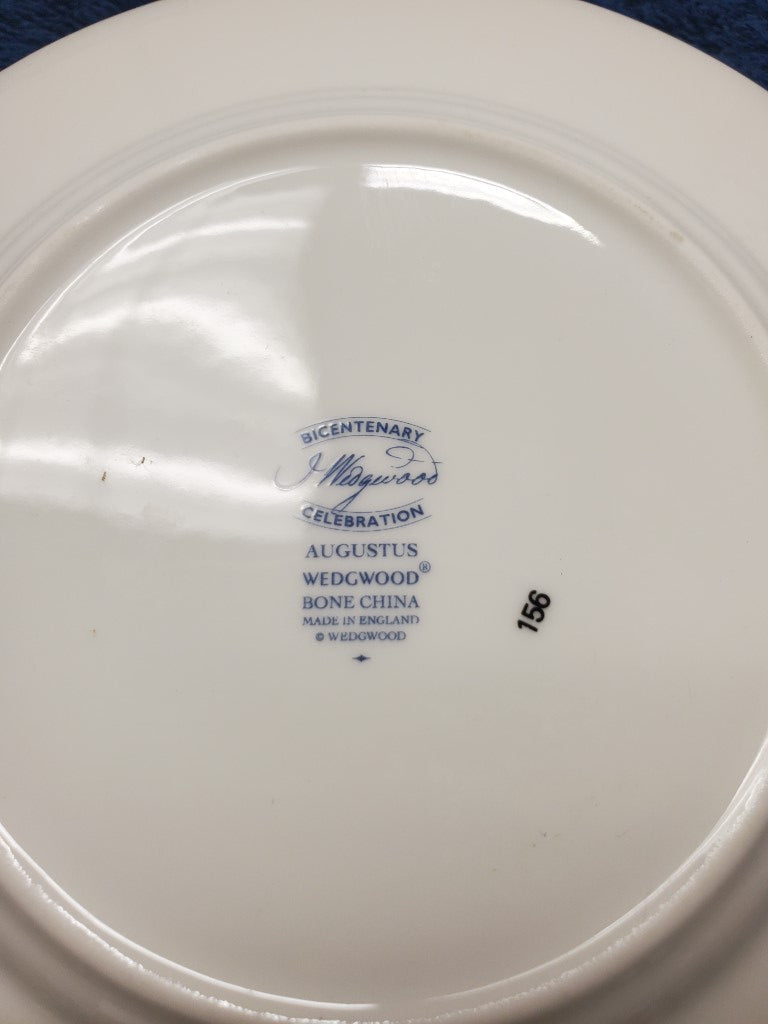 BICENTENARY
J Wedgwood
CELEBRATION
AUGUSTUS
WEDGWOOD®
BONE CHINA
MADE IN ENGLAND
© WEDGWOOD
156